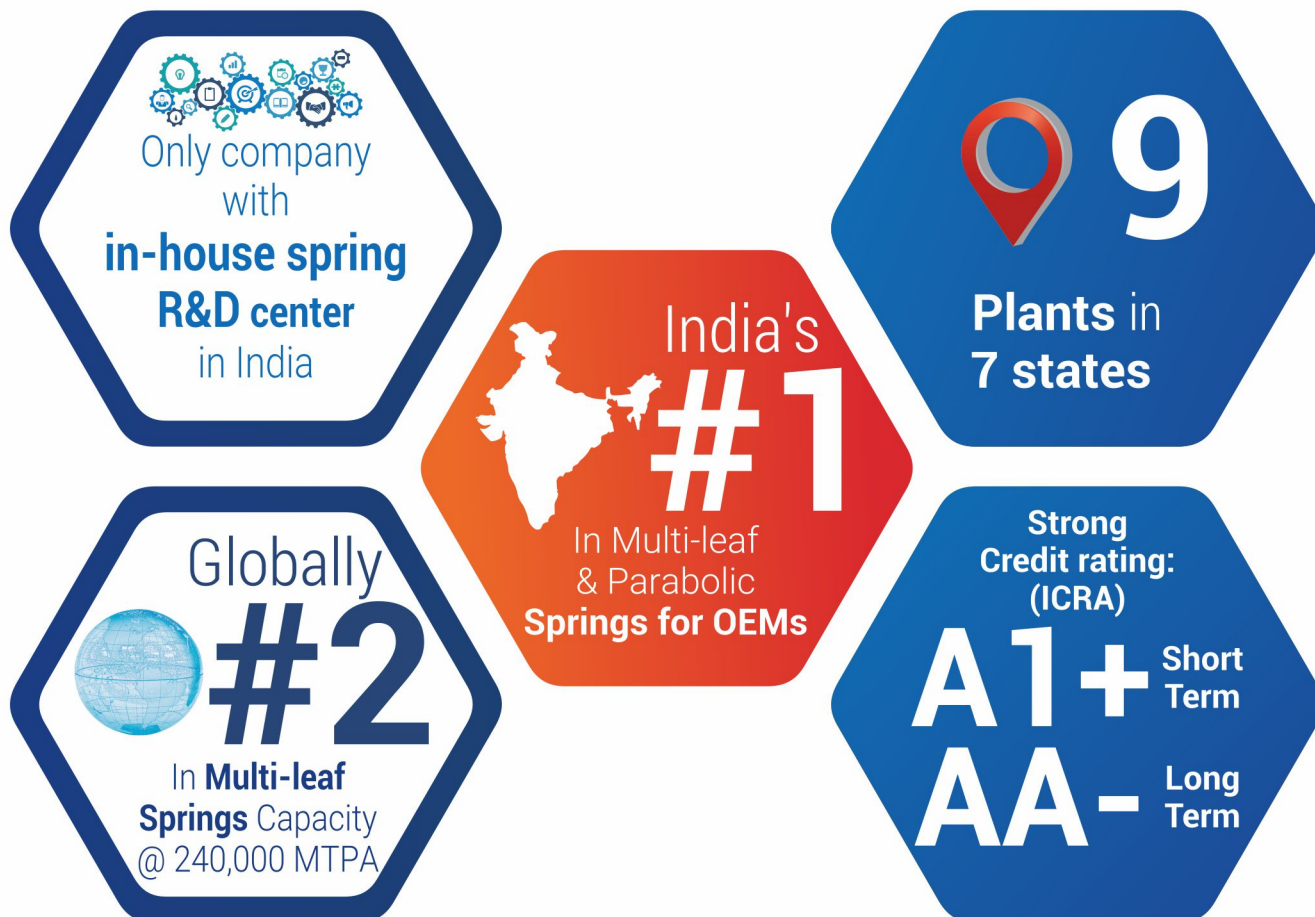 Only company
with
in-house spring
R&D center
in India
9
Plants in
7 states
India's
#1
In Multi-leaf
& Parabolic
Springs for OEMs
Globally
#2
In Multi-leaf
Springs Capacity
@ 240,000 MTPA
Strong
Credit rating:
(ICRA)
A1+ Short
Term
AA- Long
Term